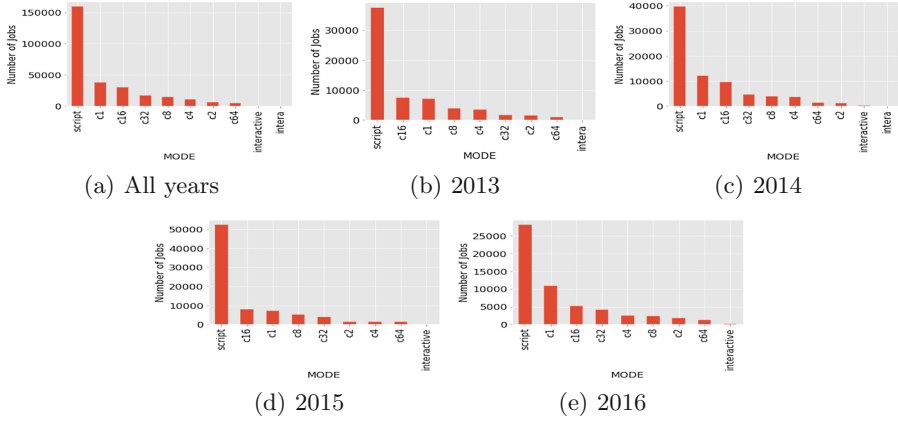 Number of Jobs
150000
100000
50000
0
script
c1
c16
c32
c8
c4
c2
c64
interactive
intera
MODE
(a) All years
Number of Jobs
30000
20000
10000
0
script
c16
c1
c8
c4
c32
c2
c64
intera
MODE
(b) 2013
Number of Jobs
40000
30000
20000
10000
0
script
c1
c16
c32
c8
c4
c64
c2
interactive
intera
MODE
(c) 2014
Number of Jobs
50000
40000
30000
20000
10000
0
script
c16
c1
c8
c32
c2
c4
c64
interactive
MODE
(d) 2015
Number of Jobs
25000
20000
15000
10000
5000
0
script
c1
c16
c32
c4
c8
c2
c64
interactive
MODE
(e) 2016